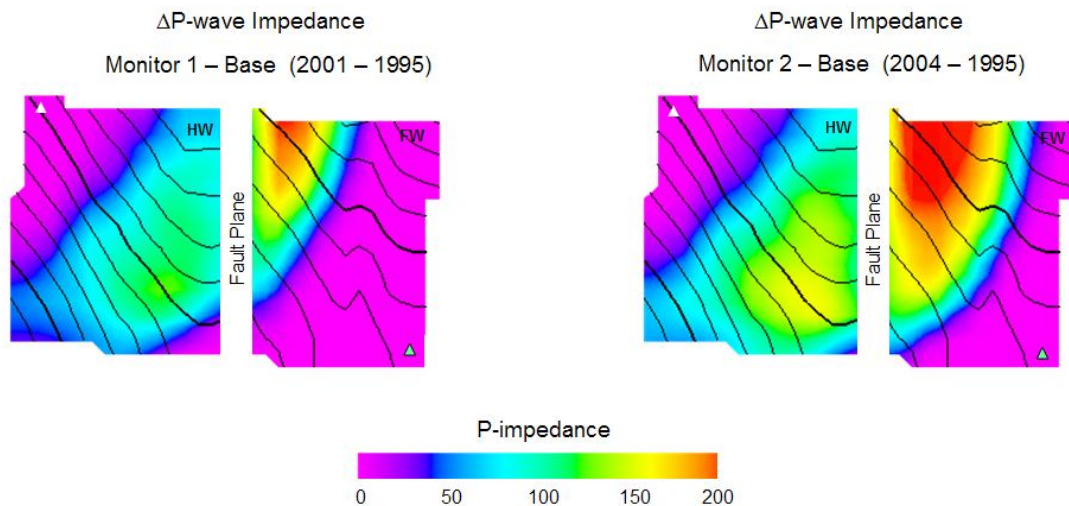 ΔP-wave Impedance
Monitor 1 – Base (2001 – 1995)
HW
Fault Plane
FW
ΔP-wave Impedance
Monitor 2 – Base (2004 – 1995)
HW
Fault Plane
FW
P-impedance
0 50 100 150 200